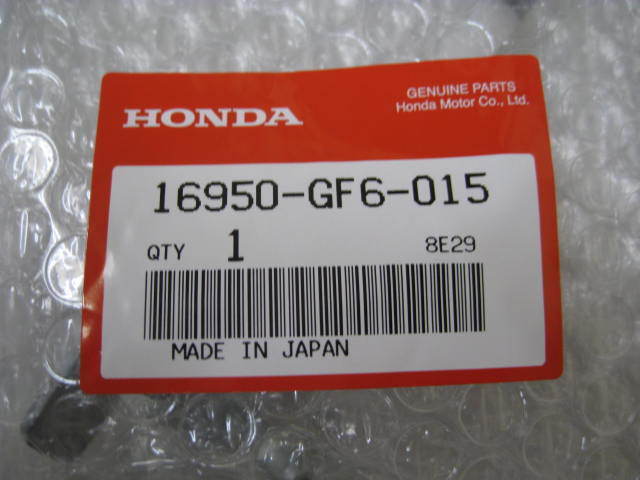 HONDA
GENUINE PARTS
Honda Motor Co., Ltd.
16950-GF6-015
QTY 1 8E29
MADE IN JAPAN